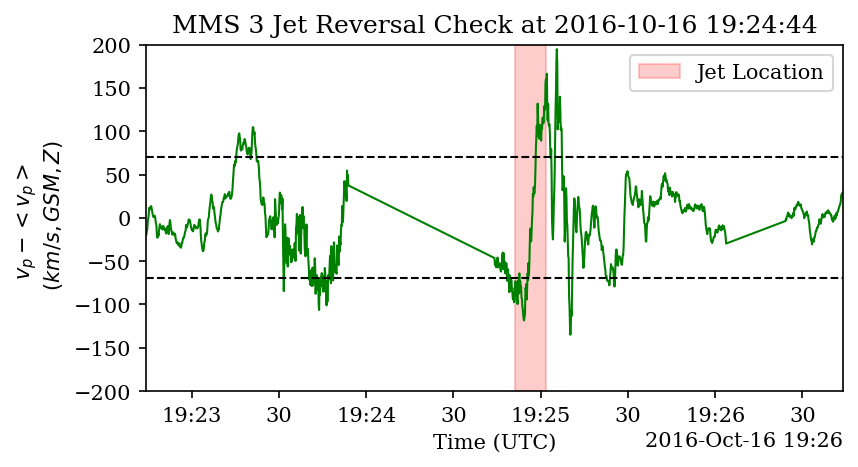 MMS 3 Jet Reversal Check at 2016-10-16 19:24:44
200
150
100
50
0
−50
−100
−150
−200
v_p − <v_p>
(km/s, GSM, Z)
Jet Location
19:23 30 19:24 30 19:25 30 19:26 30
Time (UTC)
2016-Oct-16 19:26